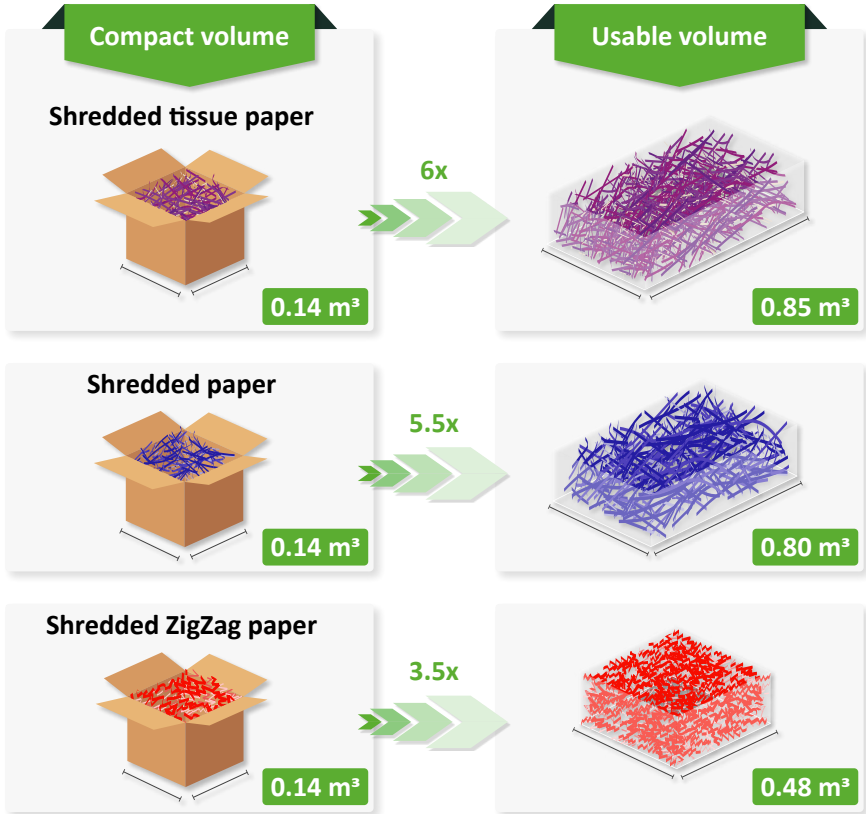 Compact volume
Usable volume
Shredded tissue paper
6x
0.14 m³
0.85 m³
Shredded paper
5.5x
0.14 m³
0.80 m³
Shredded ZigZag paper
3.5x
0.14 m³
0.48 m³